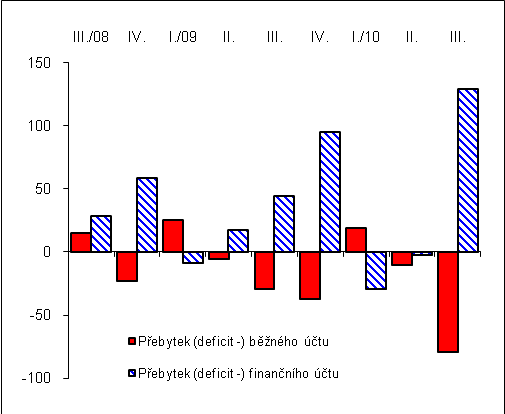 III./08 IV. I./09 II. III. IV. I./10 II. III.
150
100
50
0
-50
-100
Přebytek (deficit -) běžného účtu
Přebytek (deficit -) finančního účtu